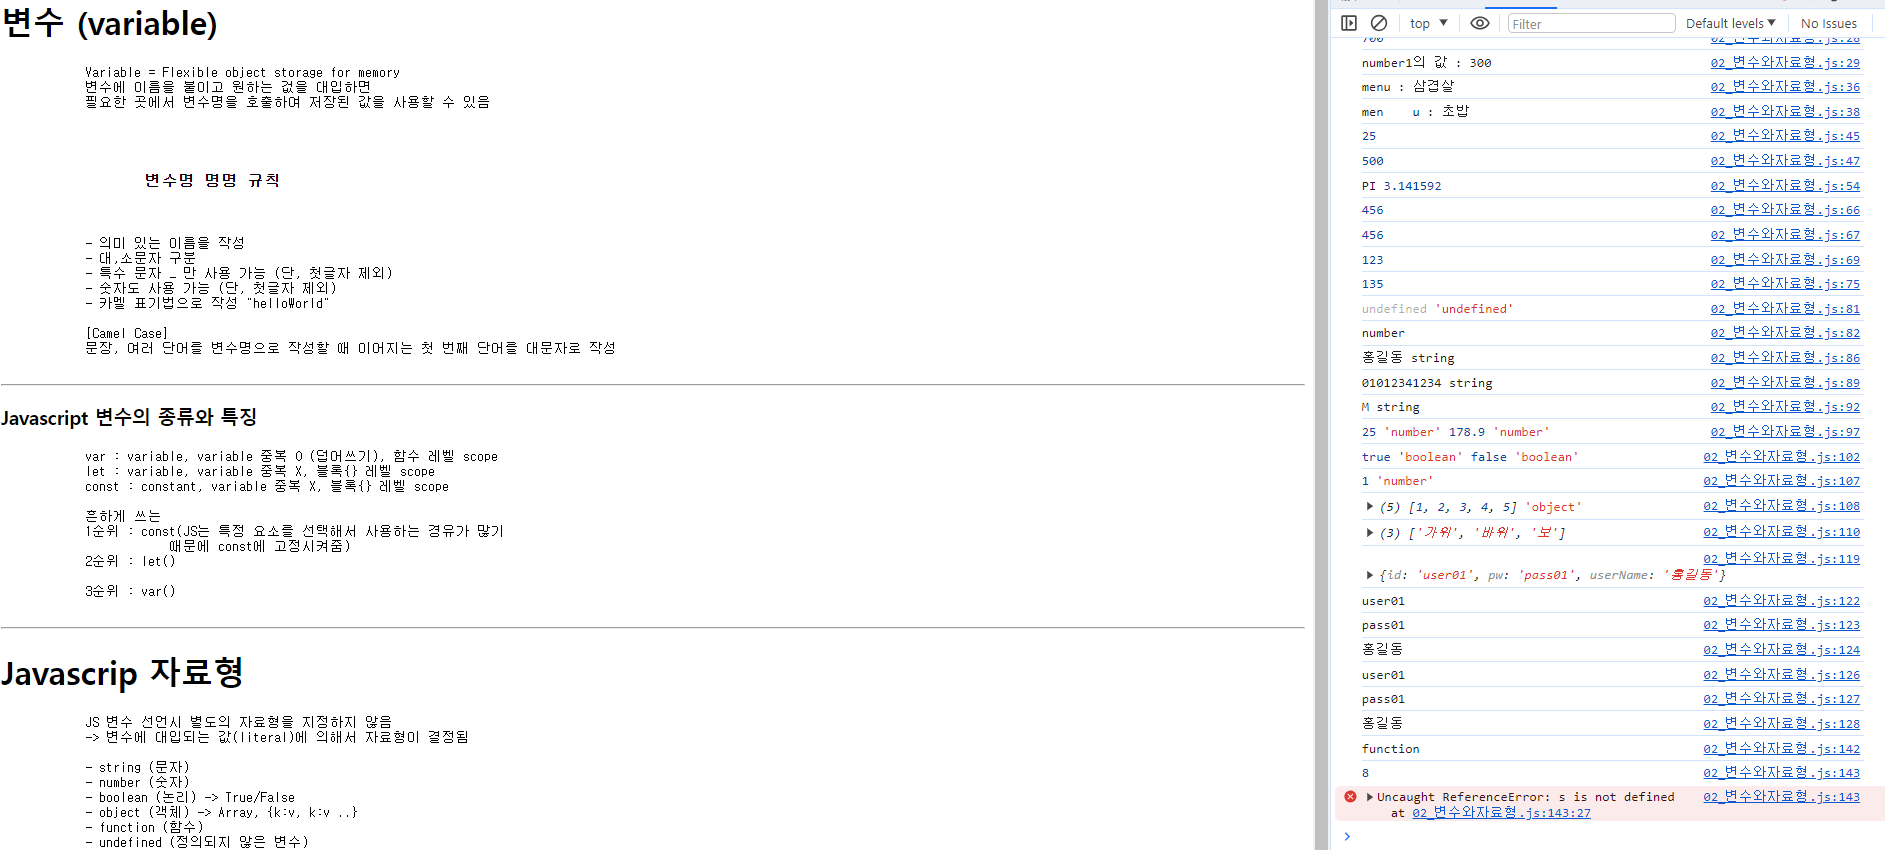 변수 (variable)
Variable = Flexible object storage for memory
변수에 이름을 붙이고 원하는 값을 대입하면
필요한 곳에서 변수명을 호출하여 저장된 값을 사용할 수 있음
변수명 명명 규칙
- 의미 있는 이름을 작성
- 대,소문자 구분
- 특수 문자 _ 만 사용 가능 (단, 첫글자 제외)
- 숫자도 사용 가능 (단, 첫글자 제외)
- 카멜 표기법으로 작성 "helloWorld"
[Camel Case]
문장, 여러 단어를 변수명으로 작성할 때 이어지는 첫 번째 단어를 대문자로 작성
Javascript 변수의 종류와 특징
var : variable, variable 중복 O (덮어쓰기), 함수 레벨 scope
let : variable, variable 중복 X, 블록{} 레벨 scope
const : constant, variable 중복 X, 블록{} 레벨 scope
흔하게 쓰는
1순위 : const(JS는 특정 요소를 선택해서 사용하는 경유가 많기
때문에 const에 고정시켜줌)
2순위 : let()
3순위 : var()
Javascrip 자료형
JS 변수 선언시 별도의 자료형을 지정하지 않음
-> 변수에 대입되는 값(literal)에 의해서 자료형이 결정됨
- string (문자)
- number (숫자)
- boolean (논리) -> True/False
- object (객체) -> Array, {k:v, k:v ..}
- function (함수)
- undefined (정의되지 않은 변수)
top ▼ Filter Default levels ▼ No Issues
700 02_변수와자료형.js:28
number1의 값 : 300 02_변수와자료형.js:29
menu : 삼겹살 02_변수와자료형.js:36
men    u : 초밥 02_변수와자료형.js:38
25 02_변수와자료형.js:45
500 02_변수와자료형.js:47
PI 3.141592 02_변수와자료형.js:54
456 02_변수와자료형.js:66
456 02_변수와자료형.js:67
123 02_변수와자료형.js:69
135 02_변수와자료형.js:75
undefined 'undefined' 02_변수와자료형.js:81
number 02_변수와자료형.js:82
홍길동 string 02_변수와자료형.js:86
01012341234 string 02_변수와자료형.js:89
M string 02_변수와자료형.js:92
25 'number' 178.9 'number' 02_변수와자료형.js:97
true 'boolean' false 'boolean' 02_변수와자료형.js:102
1 'number' 02_변수와자료형.js:107
(5) [1, 2, 3, 4, 5] 'object' 02_변수와자료형.js:108
(3) ['가위', '바위', '보'] 02_변수와자료형.js:110
02_변수와자료형.js:119
{id: 'user01', pw: 'pass01', userName: '홍길동'}
user01 02_변수와자료형.js:122
pass01 02_변수와자료형.js:123
홍길동 02_변수와자료형.js:124
user01 02_변수와자료형.js:126
pass01 02_변수와자료형.js:127
홍길동 02_변수와자료형.js:128
function 02_변수와자료형.js:142
8 02_변수와자료형.js:143
Uncaught ReferenceError: s is not defined 02_변수와자료형.js:143
at 02_변수와자료형.js:143:27